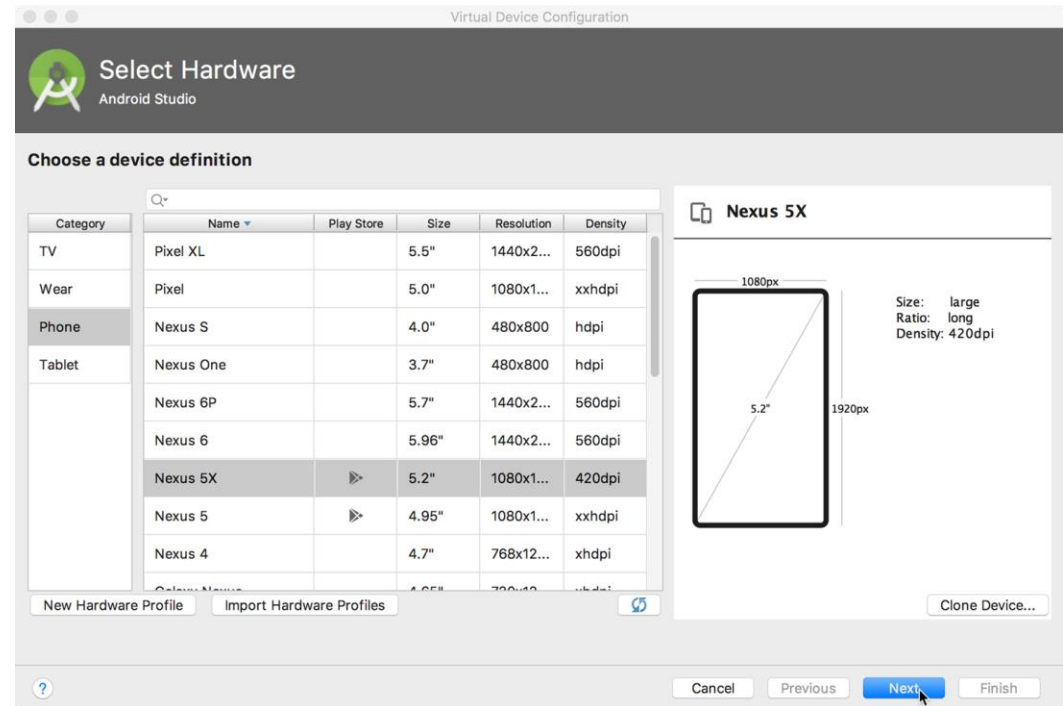 Virtual Device Configuration
Select Hardware
Android Studio
Choose a device definition
Category Name Play Store Size Resolution Density
TV
Wear
Phone
Tablet
Pixel XL 5.5" 1440x2... 560dpi
Pixel 5.0" 1080x1... xxhdpi
Nexus S 4.0" 480x800 hdpi
Nexus One 3.7" 480x800 hdpi
Nexus 6P 5.7" 1440x2... 560dpi
Nexus 6 5.96" 1440x2... 560dpi
Nexus 5X 5.2" 1080x1... 420dpi
Nexus 5 4.95" 1080x1... xxhdpi
Nexus 4 4.7" 768x12... xhdpi
New Hardware Profile Import Hardware Profiles
Nexus 5X
1080px
5.2"
1920px
Size: large
Ratio: long
Density: 420dpi
Clone Device...
? Cancel Previous Next Finish